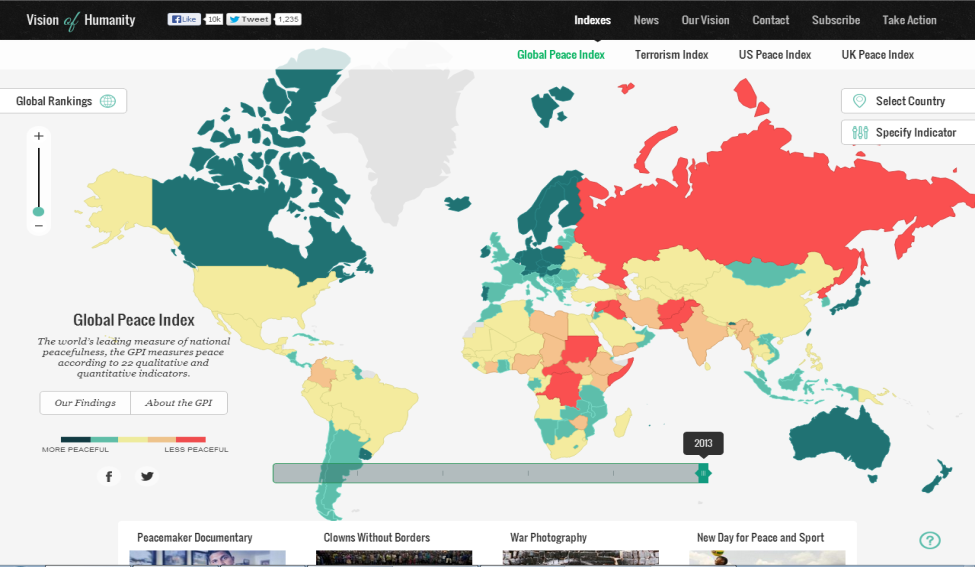 Vision of Humanity
Like 10k Tweet 1,235
Indexes News Our Vision Contact Subscribe Take Action
Global Peace Index Terrorism Index US Peace Index UK Peace Index
Global Rankings
Select Country
Specify Indicator
+
−
Global Peace Index
The world's leading measure of national
peacefulness, the GPI measures peace
according to 22 qualitative and
quantitative indicators.
Our Findings About the GPI
MORE PEACEFUL LESS PEACEFUL
2013
Peacemaker Documentary Clowns Without Borders War Photography New Day for Peace and Sport
?